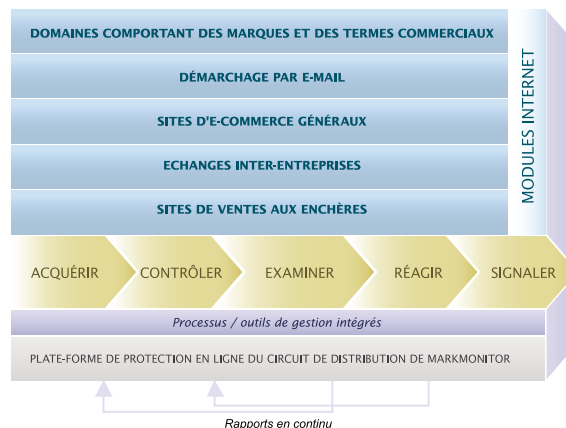 DOMAINES COMPORTANT DES MARQUES ET DES TERMES COMMERCIAUX
DÉMARCHAGE PAR E-MAIL
SITES D'E-COMMERCE GÉNÉRAUX
ECHANGES INTER-ENTREPRISES
SITES DE VENTES AUX ENCHÈRES
MODULES INTERNET
ACQUÉRIR
CONTRÔLER
EXAMINER
RÉAGIR
SIGNALER
Processus / outils de gestion intégrés
PLATE-FORME DE PROTECTION EN LIGNE DU CIRCUIT DE DISTRIBUTION DE MARKMONITOR
Rapports en continu